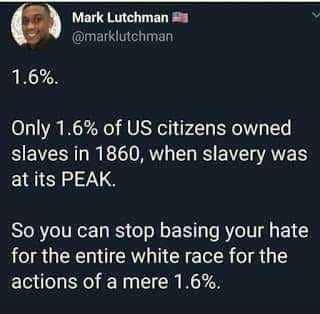 Mark Lutchman 🇺🇸
@marklutchman
1.6%.
Only 1.6% of US citizens owned
slaves in 1860, when slavery was
at its PEAK.
So you can stop basing your hate
for the entire white race for the
actions of a mere 1.6%.